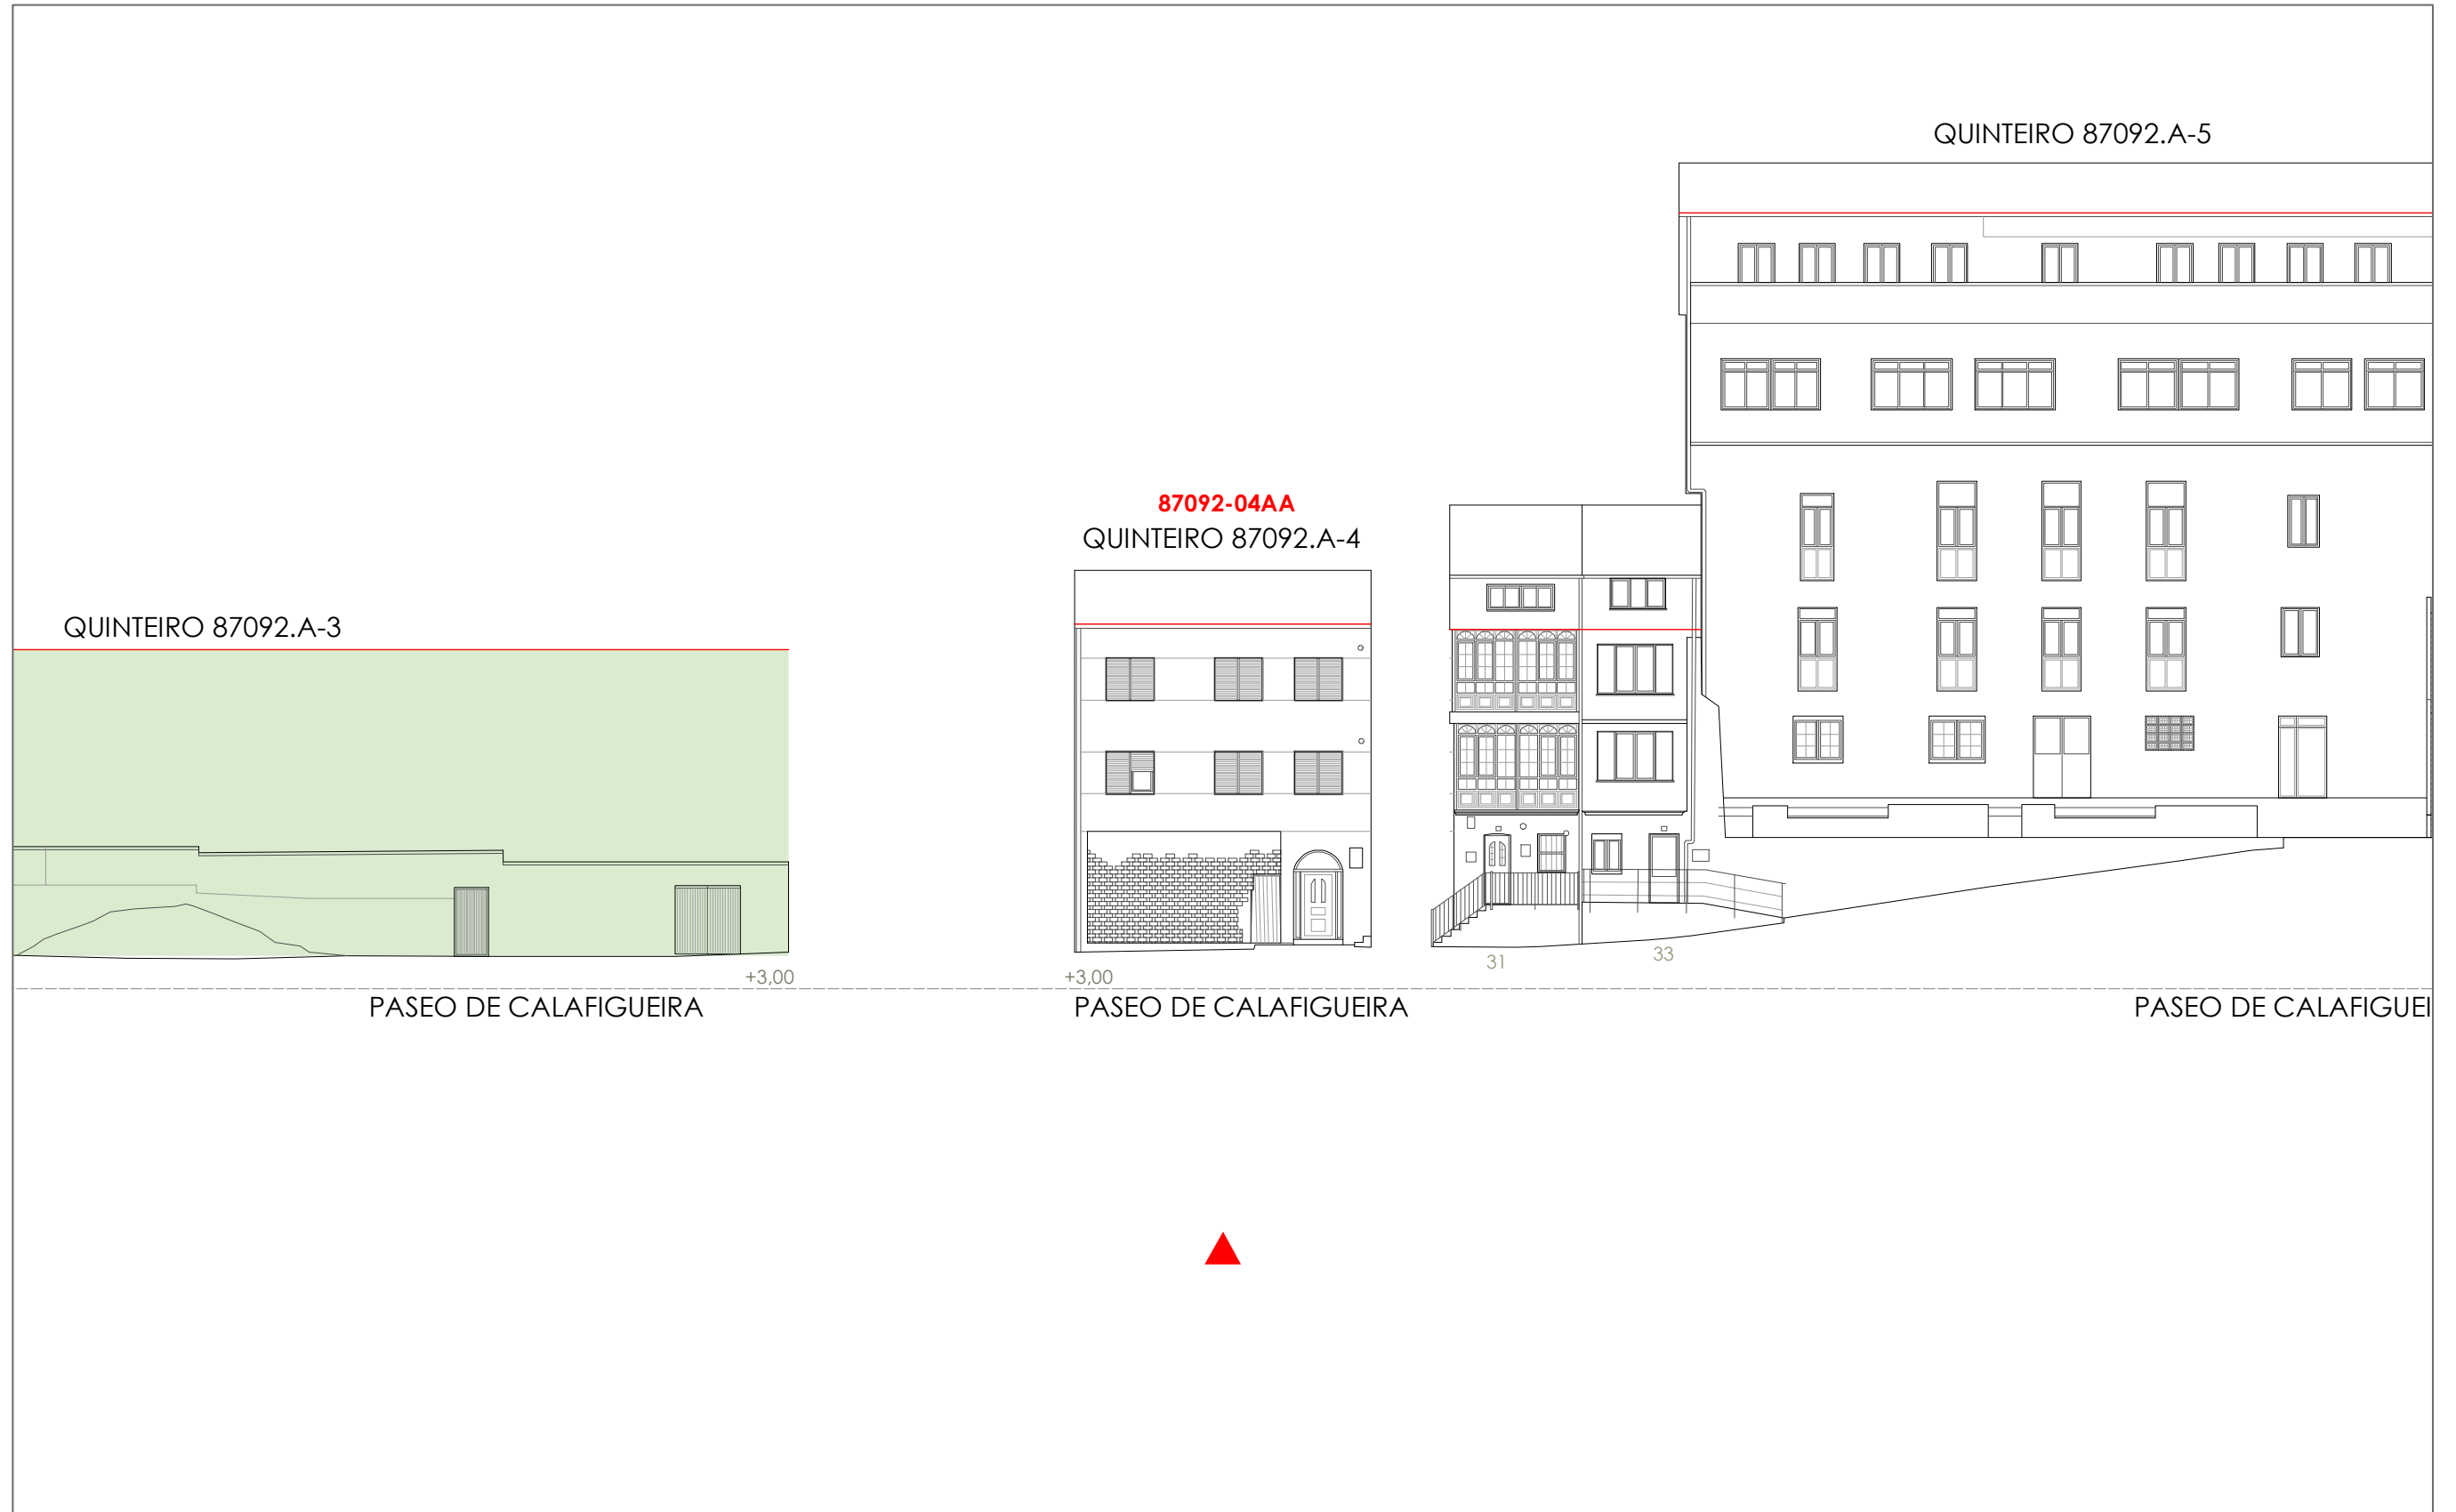 QUINTEIRO 87092.A-5
87092-04AA
QUINTEIRO 87092.A-4
QUINTEIRO 87092.A-3
31
33
+3,00
+3,00
PASEO DE CALAFIGUEIRA
PASEO DE CALAFIGUEIRA
PASEO DE CALAFIGUEI